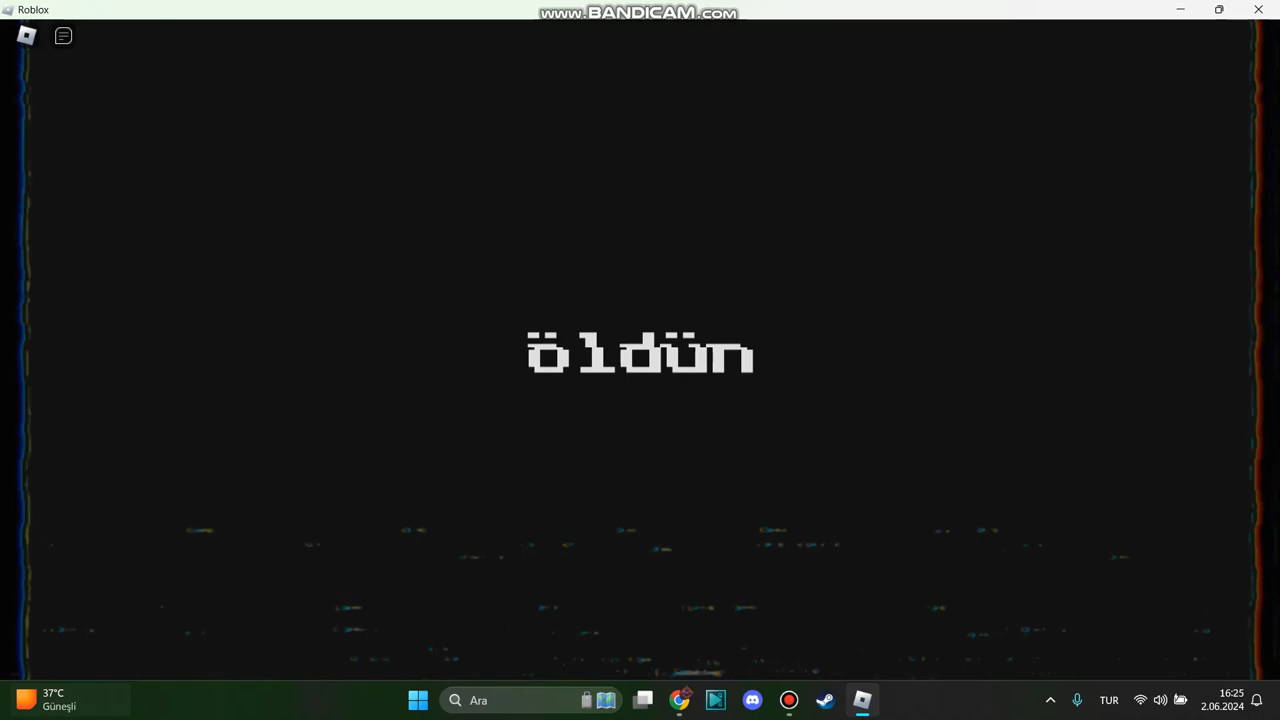 Roblox
www.BANDICAM.com
öldün
37°C
Güneşli
Ara
TUR
16:25
2.06.2024